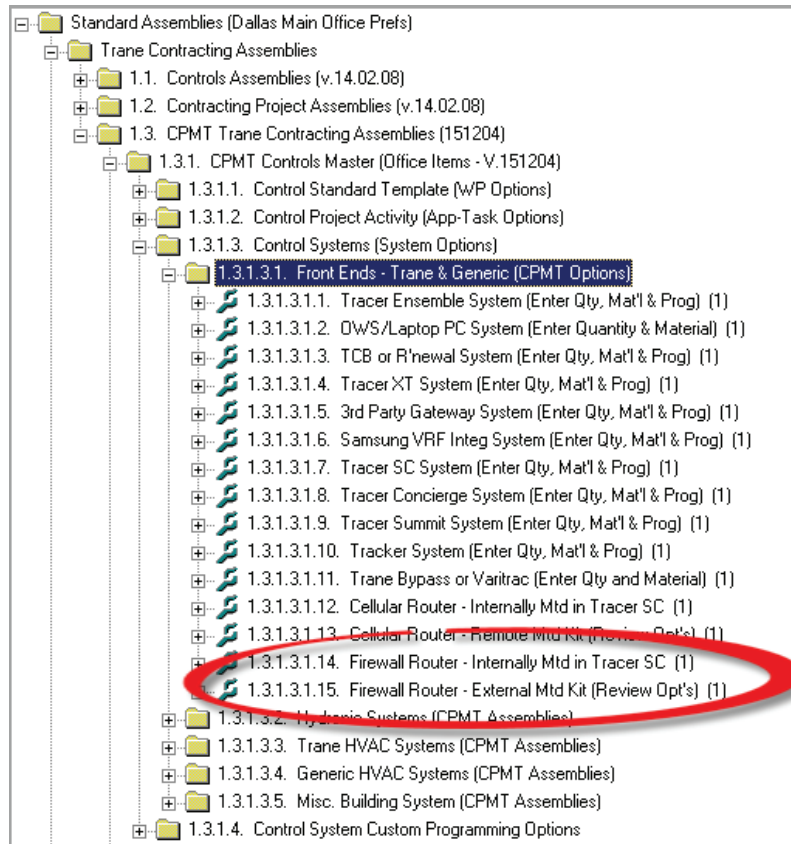 Standard Assemblies (Dallas Main Office Prefs)
Trane Contracting Assemblies
1.1. Controls Assemblies (v.14.02.08)
1.2. Contracting Project Assemblies (v.14.02.08)
1.3. CPMT Trane Contracting Assemblies (151204)
1.3.1. CPMT Controls Master (Office Items - V.151204)
1.3.1.1. Control Standard Template (WP Options)
1.3.1.2. Control Project Activity (App-Task Options)
1.3.1.3. Control Systems (System Options)
1.3.1.3.1. Front Ends - Trane & Generic (CPMT Options)
1.3.1.3.1.1. Tracer Ensemble System (Enter Qty, Mat'l & Prog) (1)
1.3.1.3.1.2. OWS/Laptop PC System (Enter Quantity & Material) (1)
1.3.1.3.1.3. TCB or R'newal System (Enter Qty, Mat'l & Prog) (1)
1.3.1.3.1.4. Tracer XT System (Enter Qty, Mat'l & Prog) (1)
1.3.1.3.1.5. 3rd Party Gateway System (Enter Qty, Mat'l & Prog) (1)
1.3.1.3.1.6. Samsung VRF Integ System (Enter Qty, Mat'l & Prog) (1)
1.3.1.3.1.7. Tracer SC System (Enter Qty, Mat'l & Prog) (1)
1.3.1.3.1.8. Tracer Concierge System (Enter Qty, Mat'l & Prog) (1)
1.3.1.3.1.9. Tracer Summit System (Enter Qty, Mat'l & Prog) (1)
1.3.1.3.1.10. Tracker System (Enter Qty, Mat'l & Prog) (1)
1.3.1.3.1.11. Trane Bypass or Varitrac (Enter Qty and Material) (1)
1.3.1.3.1.12. Cellular Router - Internally Mtd in Tracer SC (1)
1.3.1.3.1.13. Cellular Router - Remote Mtd Kit (Review Opt's) (1)
1.3.1.3.1.14. Firewall Router - Internally Mtd in Tracer SC (1)
1.3.1.3.1.15. Firewall Router - External Mtd Kit (Review Opt's) (1)
1.3.1.3.2. Hydronic Systems (CPMT Assemblies)
1.3.1.3.3. Trane HVAC Systems (CPMT Assemblies)
1.3.1.3.4. Generic HVAC Systems (CPMT Assemblies)
1.3.1.3.5. Misc. Building System (CPMT Assemblies)
1.3.1.4. Control System Custom Programming Options